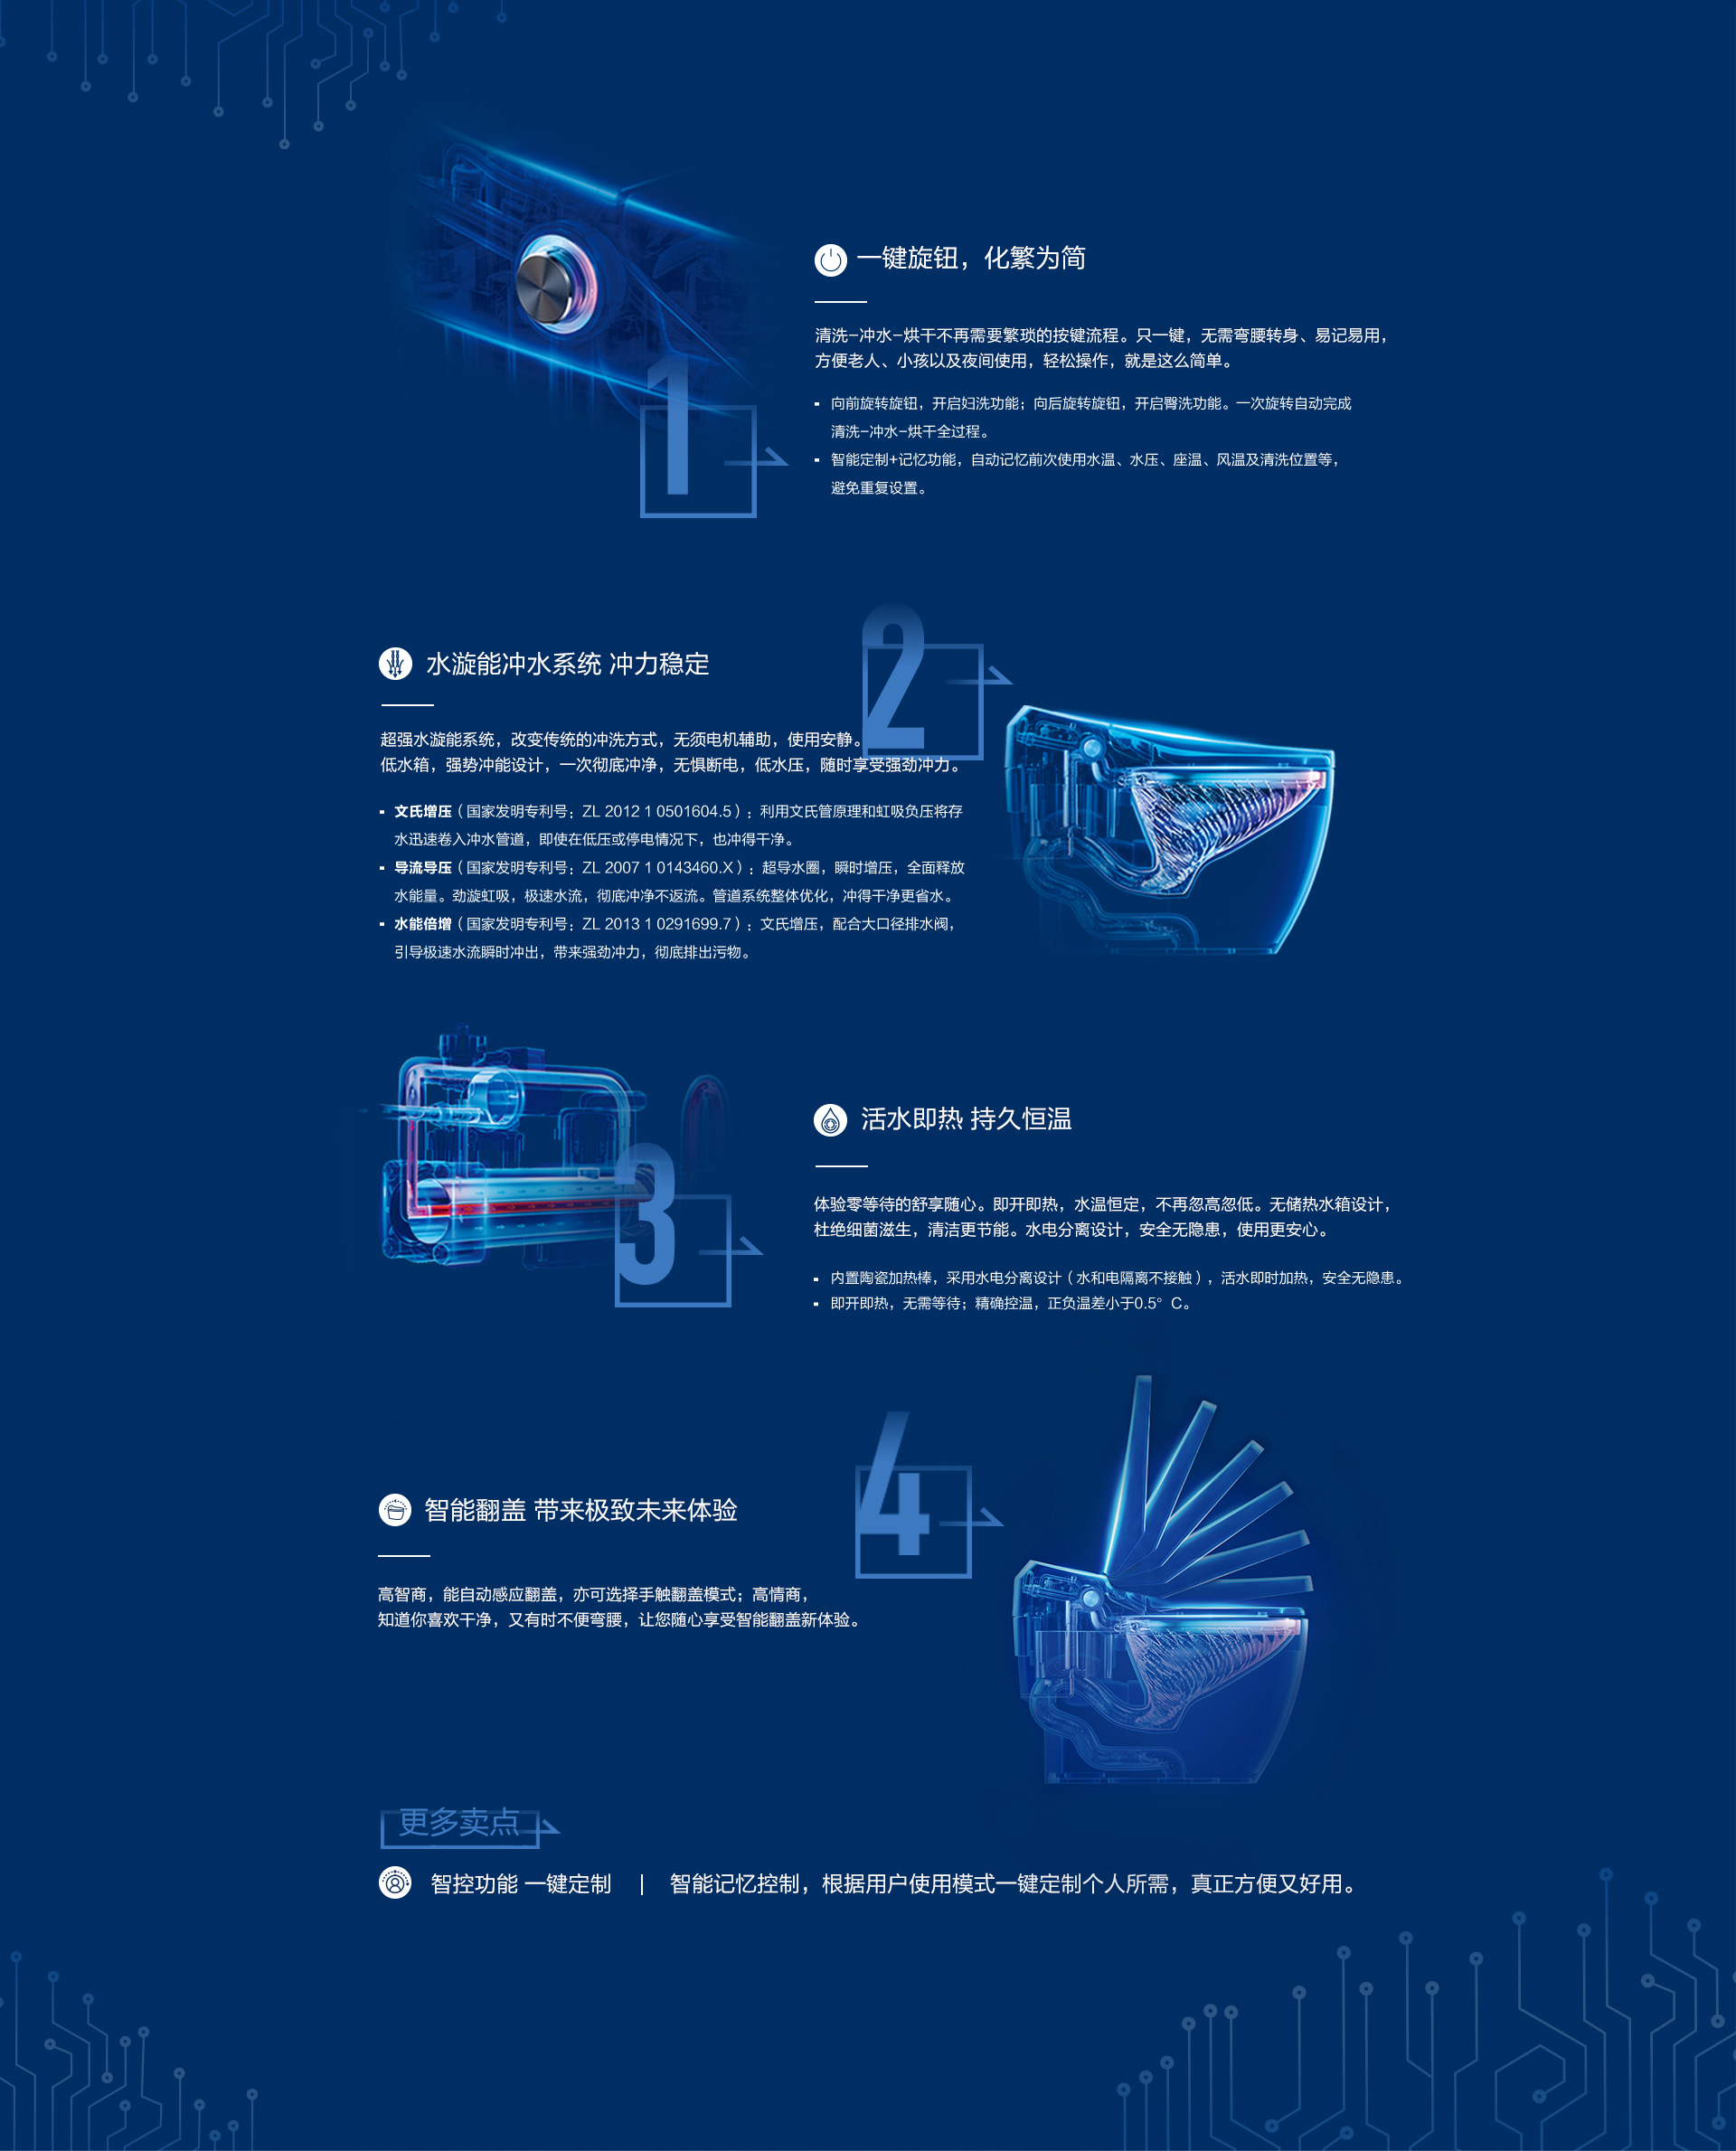 一键旋钮，化繁为简
清洗-冲水-烘干不再需要繁琐的按键流程。只一键，无需弯腰转身、易记易用，
方便老人、小孩以及夜间使用，轻松操作，就是这么简单。
向前旋转旋钮，开启妇洗功能；向后旋转旋钮，开启臀洗功能。一次旋转自动完成
清洗-冲水-烘干全过程。
智能定制+记忆功能，自动记忆前次使用水温、水压、座温、风温及清洗位置等，
避免重复设置。
1
2
水漩能冲水系统 冲力稳定
超强水漩能系统，改变传统的冲洗方式，无须电机辅助，使用安静。
低水箱，强势冲能设计，一次彻底冲净，无惧断电，低水压，随时享受强劲冲力。
文氏增压（国家发明专利号：ZL 2012 1 0501604.5）：利用文氏管原理和虹吸负压将存
水迅速卷入冲水管道，即使在低压或停电情况下，也冲得干净。
导流导压（国家发明专利号：ZL 2007 1 0143460.X）：超导水圈，瞬时增压，全面释放
水能量。劲漩虹吸，极速水流，彻底冲净不返流。管道系统整体优化，冲得干净更省水。
水能倍增（国家发明专利号：ZL 2013 1 0291699.7）：文氏增压，配合大口径排水阀，
引导极速水流瞬时冲出，带来强劲冲力，彻底排出污物。
3
活水即热 持久恒温
体验零等待的舒享随心。即开即热，水温恒定，不再忽高忽低。无储热水箱设计，
杜绝细菌滋生，清洁更节能。水电分离设计，安全无隐患，使用更安心。
内置陶瓷加热棒，采用水电分离设计（水和电隔离不接触），活水即时加热，安全无隐患。
即开即热，无需等待；精确控温，正负温差小于0.5°C。
4
智能翻盖 带来极致未来体验
高智商，能自动感应翻盖，亦可选择手触翻盖模式；高情商，
知道你喜欢干净，又有时不便弯腰，让您随心享受智能翻盖新体验。
更多卖点
智控功能 一键定制 | 智能记忆控制，根据用户使用模式一键定制个人所需，真正方便又好用。